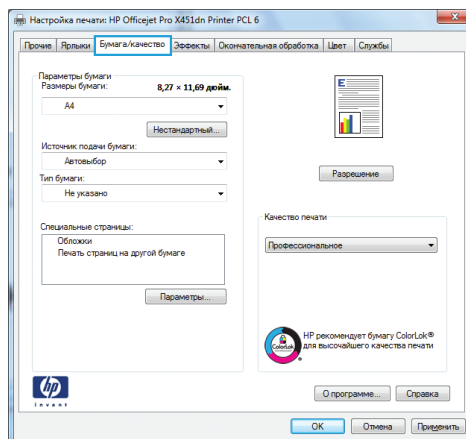 Настройка печати: HP Officejet Pro X451dn Printer PCL 6
Прочие Ярлыки Бумага/качество Эффекты Окончательная обработка Цвет Службы
Параметры бумаги
Размеры бумаги: 8,27 × 11,69 дюйм.
A4
Нестандартный...
Источник подачи бумаги:
Автовыбор
Тип бумаги:
Не указано
Специальные страницы:
Обложки
Печать страниц на другой бумаге
Параметры...
E
Разрешение
Качество печати
Профессиональное
ColorLok
HP рекомендует бумагу ColorLok®
для высочайшего качества печати
hp
invent
О программе... Справка
OK Отмена Применить